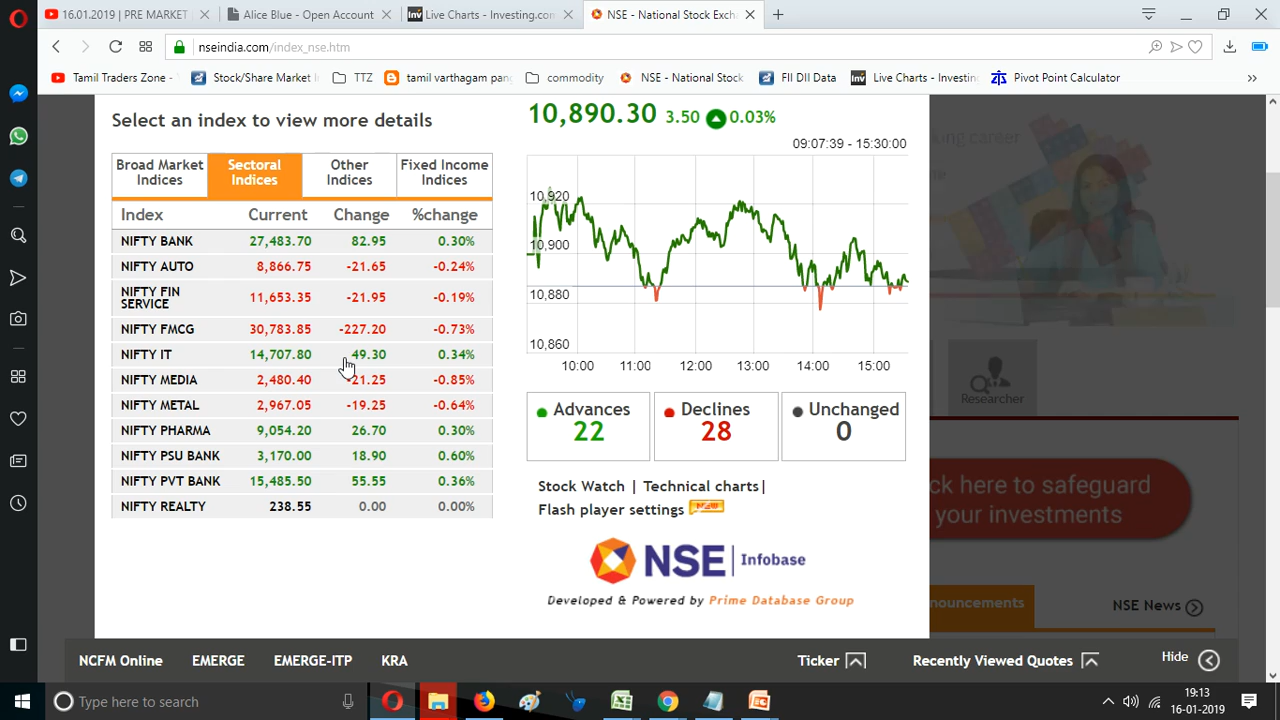 16.01.2019 | PRE MARKET
Alice Blue - Open Account
Live Charts - Investing.com
NSE - National Stock Exch
nseindia.com/index_nse.htm
Tamil Traders Zone -
Stock/Share Market
TTZ
tamil varthagam pan
commodity
NSE - National Stock
FII DII Data
Live Charts - Investin
Pivot Point Calculator
Select an index to view more details
Broad Market Indices
Sectoral Indices
Other Indices
Fixed Income Indices
Index Current Change %change
NIFTY BANK 27,483.70 82.95 0.30%
NIFTY AUTO 8,866.75 -21.65 -0.24%
NIFTY FIN SERVICE 11,653.35 -21.95 -0.19%
NIFTY FMCG 30,783.85 -227.20 -0.73%
NIFTY IT 14,707.80 49.30 0.34%
NIFTY MEDIA 2,480.40 -21.25 -0.85%
NIFTY METAL 2,967.05 -19.25 -0.64%
NIFTY PHARMA 9,054.20 26.70 0.30%
NIFTY PSU BANK 3,170.00 18.90 0.60%
NIFTY PVT BANK 15,485.50 55.55 0.36%
NIFTY REALTY 238.55 0.00 0.00%
10,890.30 3.50 0.03%
09:07:39 - 15:30:00
10,920
10,900
10,880
10,860
10:00 11:00 12:00 13:00 14:00 15:00
Advances 22
Declines 28
Unchanged 0
Stock Watch | Technical charts|
Flash player settings NEW
NSE Infobase
Developed & Powered by Prime Database Group
king career
Researcher
ck here to safeguard
your investments
nouncements
NSE News
NCFM Online EMERGE EMERGE-ITP KRA Ticker Recently Viewed Quotes Hide
Type here to search
19:13
16-01-2019